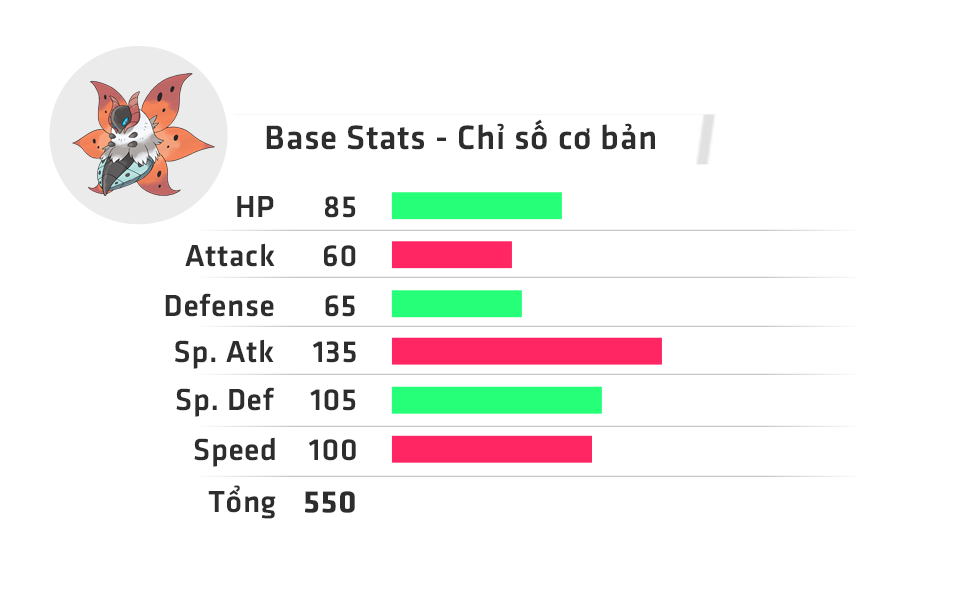 Base Stats - Chỉ số cơ bản
HP 85
Attack 60
Defense 65
Sp. Atk 135
Sp. Def 105
Speed 100
Tổng 550